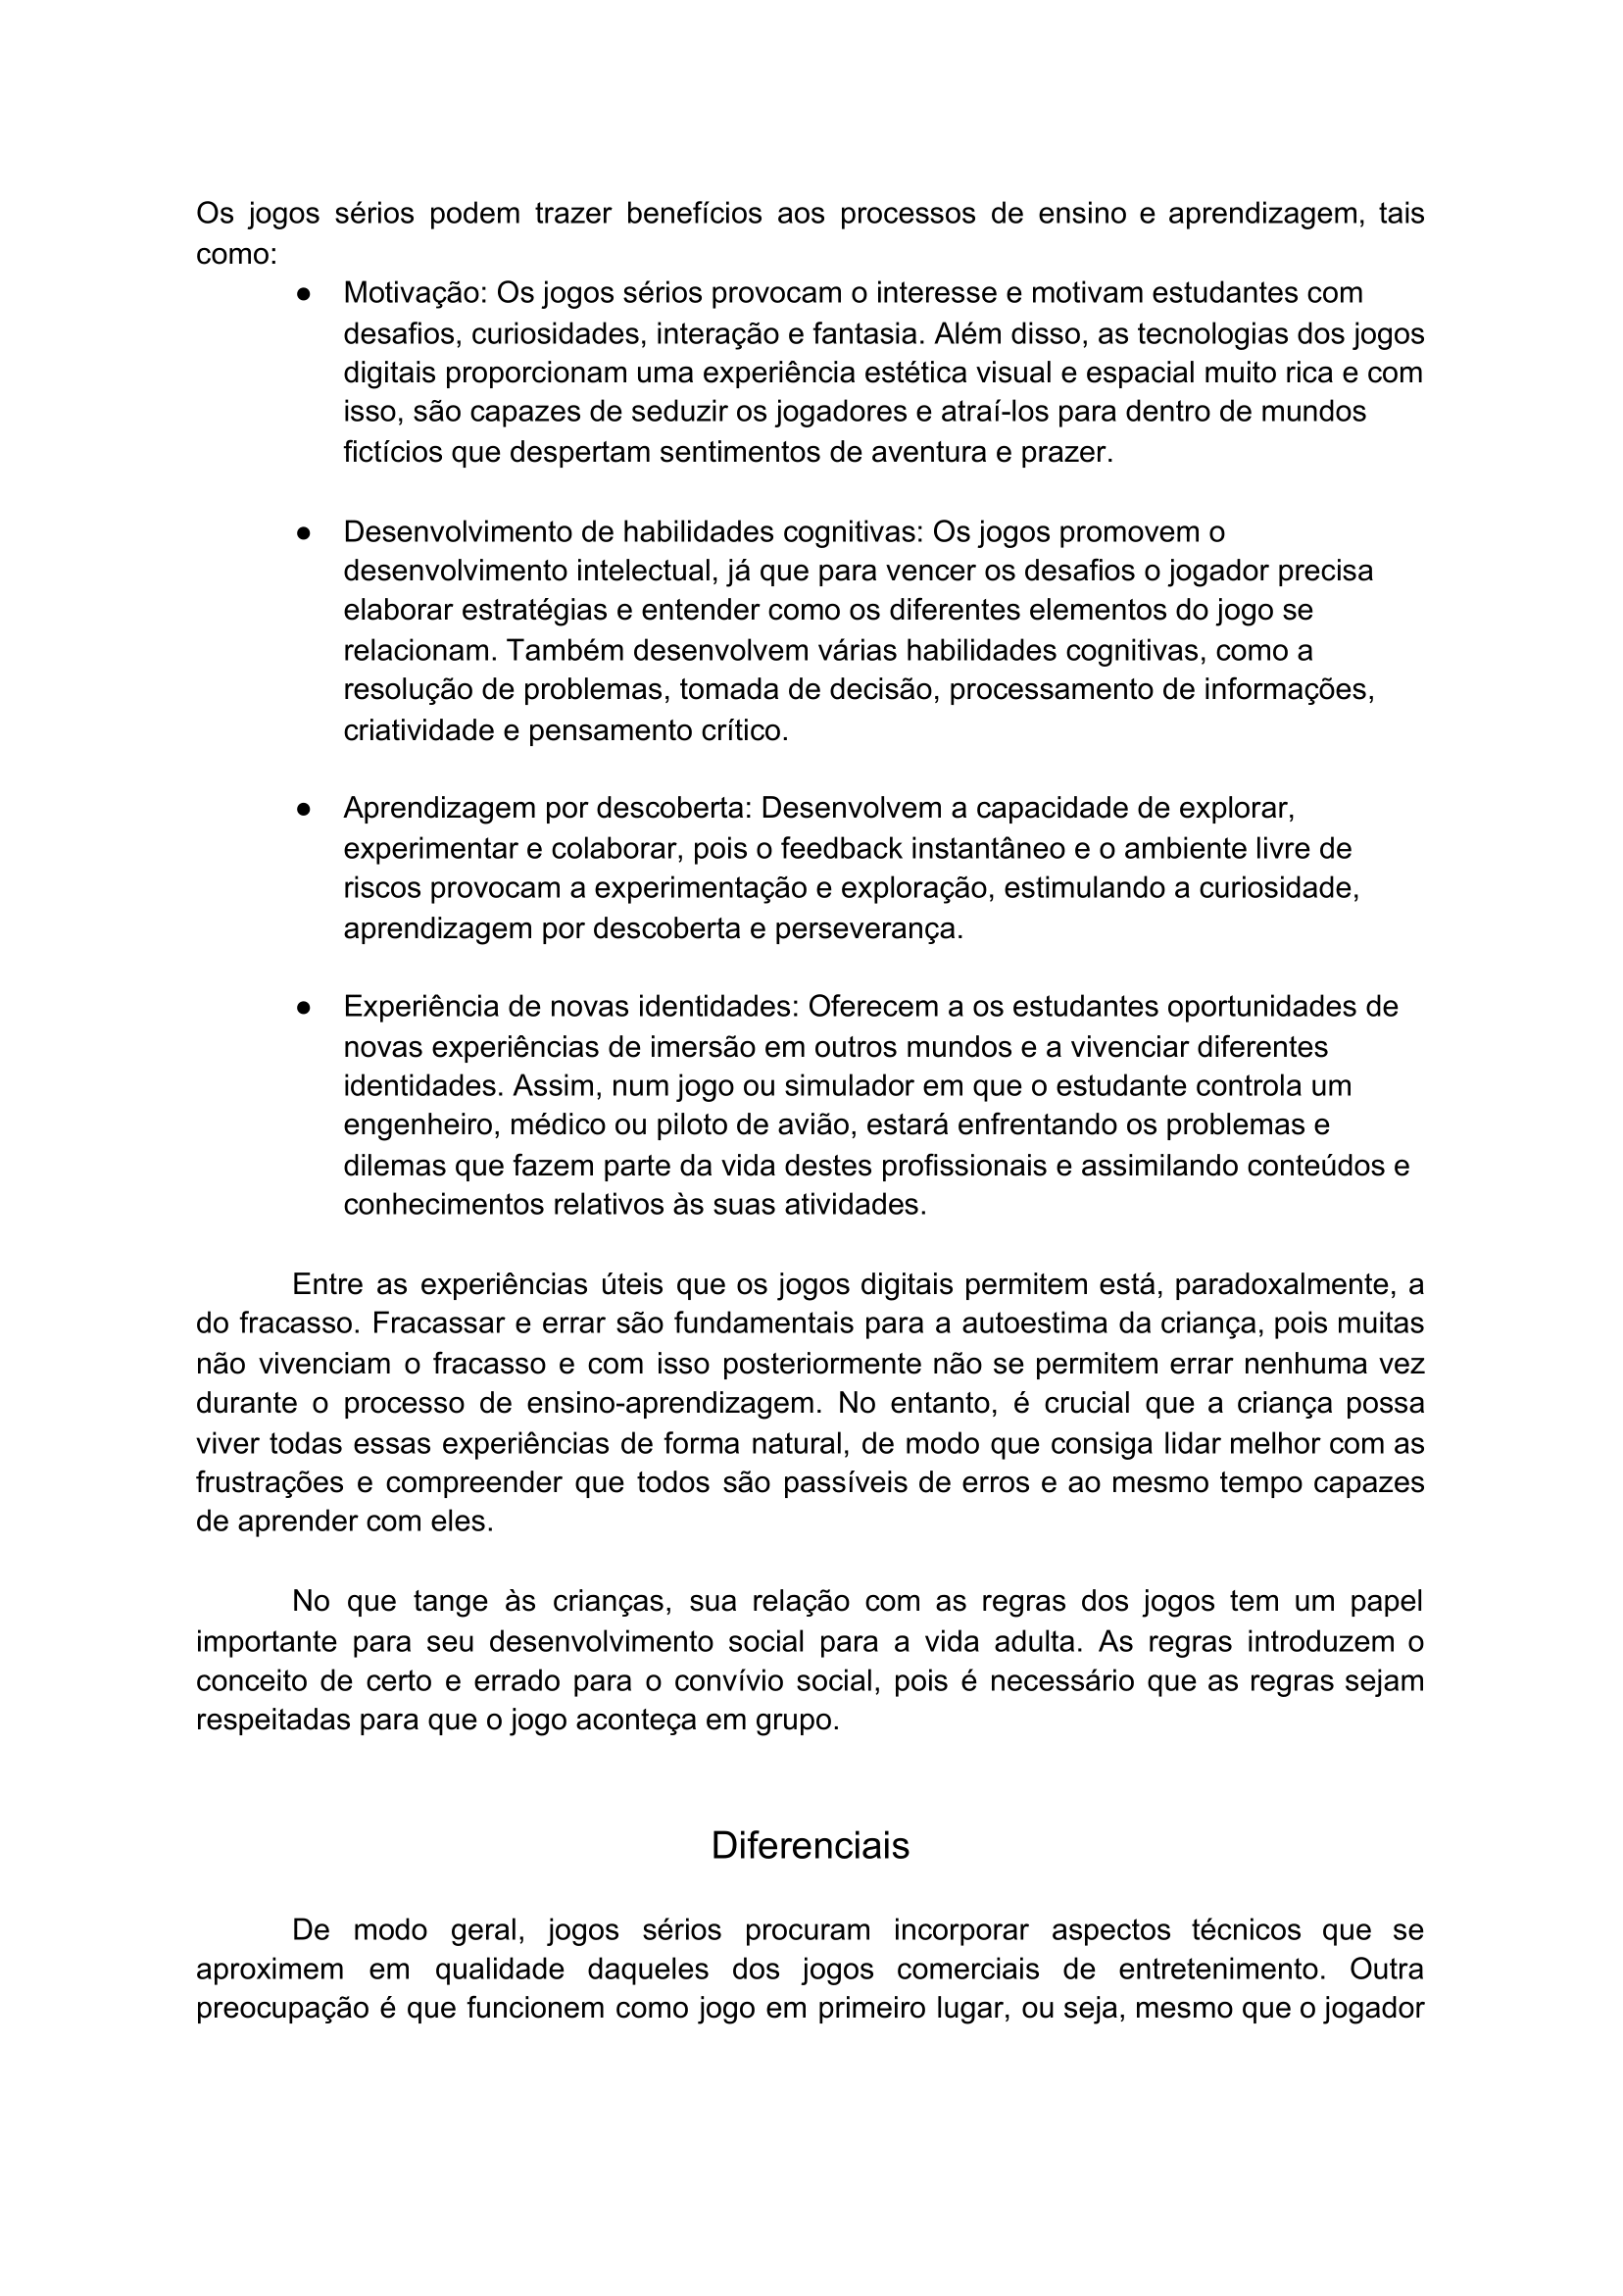 Os jogos sérios podem trazer benefícios aos processos de ensino e aprendizagem, tais
como:
● Motivação: Os jogos sérios provocam o interesse e motivam estudantes com
desafios, curiosidades, interação e fantasia. Além disso, as tecnologias dos jogos
digitais proporcionam uma experiência estética visual e espacial muito rica e com
isso, são capazes de seduzir os jogadores e atraí-los para dentro de mundos
fictícios que despertam sentimentos de aventura e prazer.
● Desenvolvimento de habilidades cognitivas: Os jogos promovem o
desenvolvimento intelectual, já que para vencer os desafios o jogador precisa
elaborar estratégias e entender como os diferentes elementos do jogo se
relacionam. Também desenvolvem várias habilidades cognitivas, como a
resolução de problemas, tomada de decisão, processamento de informações,
criatividade e pensamento crítico.
● Aprendizagem por descoberta: Desenvolvem a capacidade de explorar,
experimentar e colaborar, pois o feedback instantâneo e o ambiente livre de
riscos provocam a experimentação e exploração, estimulando a curiosidade,
aprendizagem por descoberta e perseverança.
● Experiência de novas identidades: Oferecem a os estudantes oportunidades de
novas experiências de imersão em outros mundos e a vivenciar diferentes
identidades. Assim, num jogo ou simulador em que o estudante controla um
engenheiro, médico ou piloto de avião, estará enfrentando os problemas e
dilemas que fazem parte da vida destes profissionais e assimilando conteúdos e
conhecimentos relativos às suas atividades.
Entre as experiências úteis que os jogos digitais permitem está, paradoxalmente, a
do fracasso. Fracassar e errar são fundamentais para a autoestima da criança, pois muitas
não vivenciam o fracasso e com isso posteriormente não se permitem errar nenhuma vez
durante o processo de ensino-aprendizagem. No entanto, é crucial que a criança possa
viver todas essas experiências de forma natural, de modo que consiga lidar melhor com as
frustrações e compreender que todos são passíveis de erros e ao mesmo tempo capazes
de aprender com eles.
No que tange às crianças, sua relação com as regras dos jogos tem um papel
importante para seu desenvolvimento social para a vida adulta. As regras introduzem o
conceito de certo e errado para o convívio social, pois é necessário que as regras sejam
respeitadas para que o jogo aconteça em grupo.
Diferenciais
De modo geral, jogos sérios procuram incorporar aspectos técnicos que se
aproximem em qualidade daqueles dos jogos comerciais de entretenimento. Outra
preocupação é que funcionem como jogo em primeiro lugar, ou seja, mesmo que o jogador